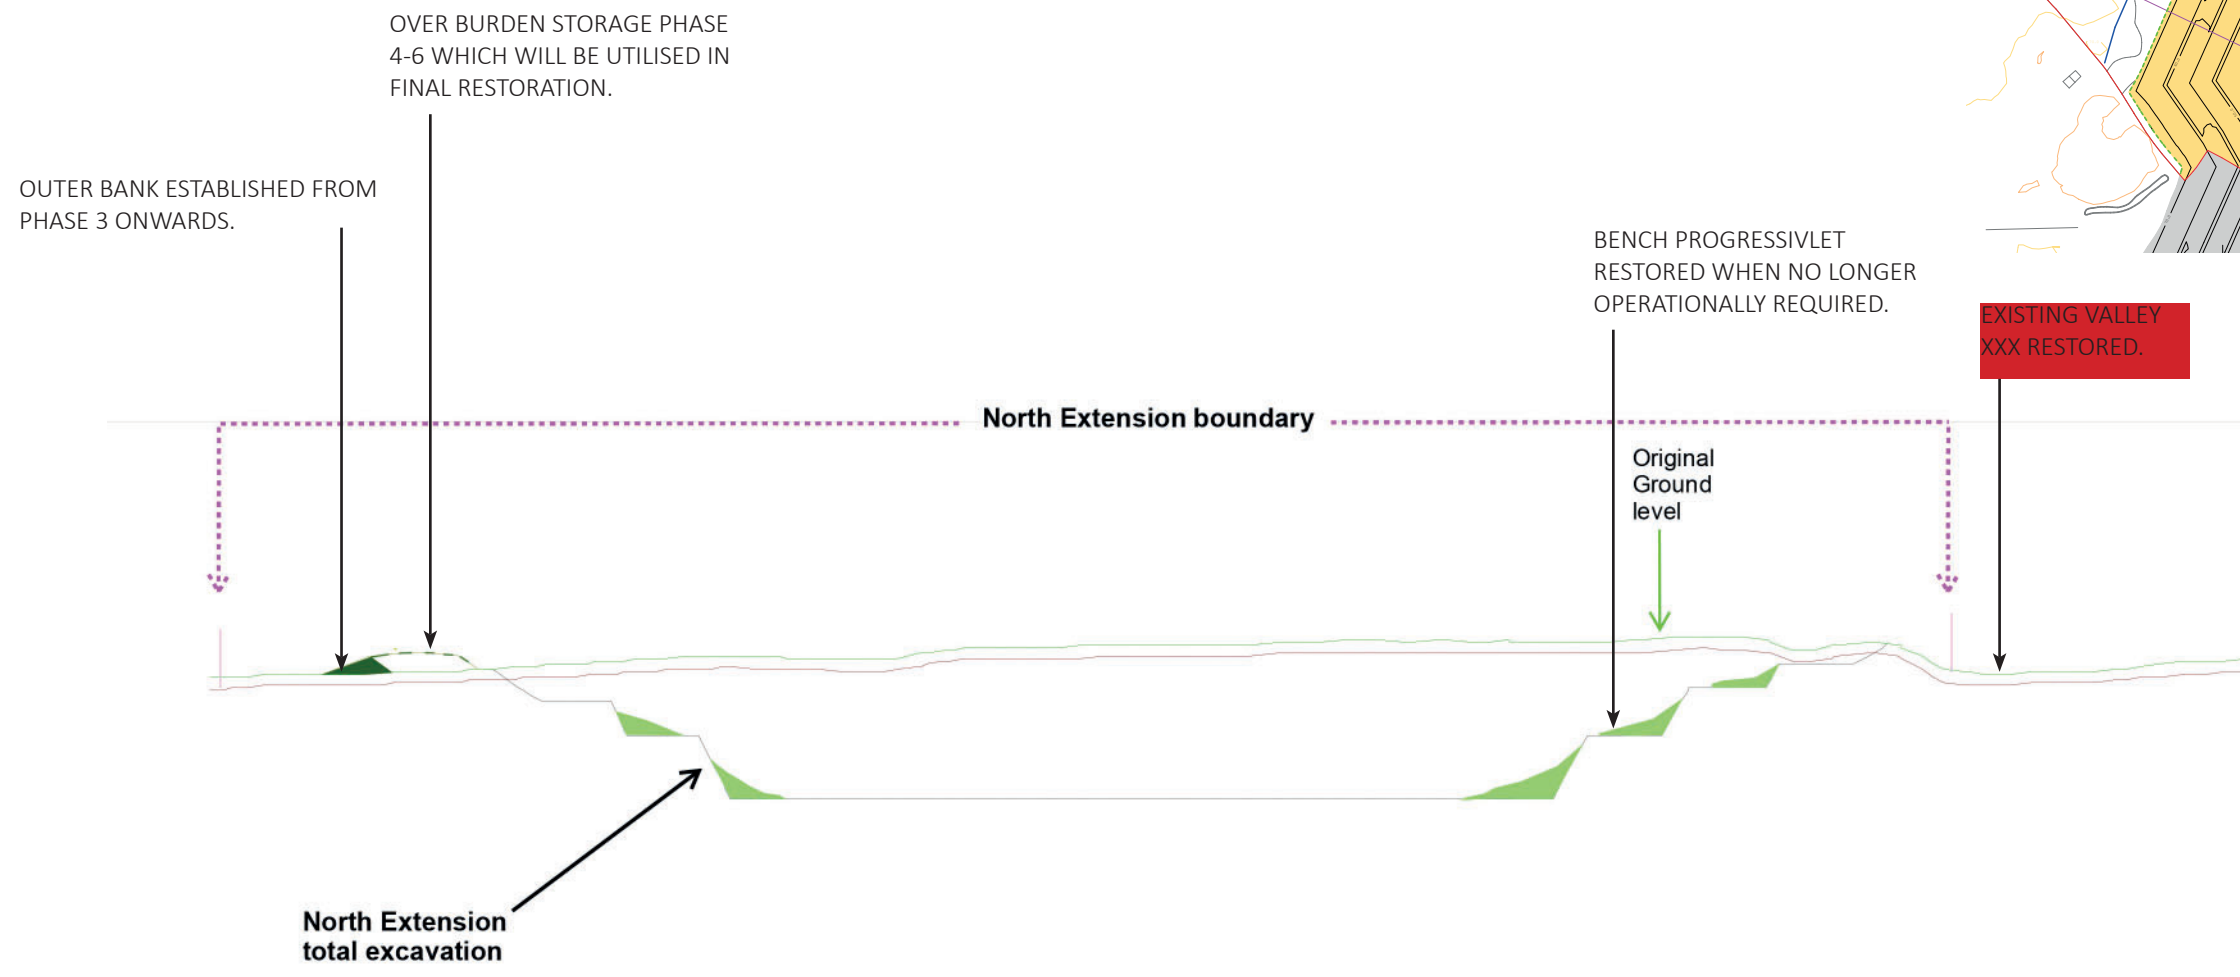 OVER BURDEN STORAGE PHASE
4-6 WHICH WILL BE UTILISED IN
FINAL RESTORATION.
OUTER BANK ESTABLISHED FROM
PHASE 3 ONWARDS.
BENCH PROGRESSIVLET
RESTORED WHEN NO LONGER
OPERATIONALLY REQUIRED.
EXISTING VALLEY
XXX RESTORED.
North Extension boundary
Original
Ground
level
North Extension
total excavation